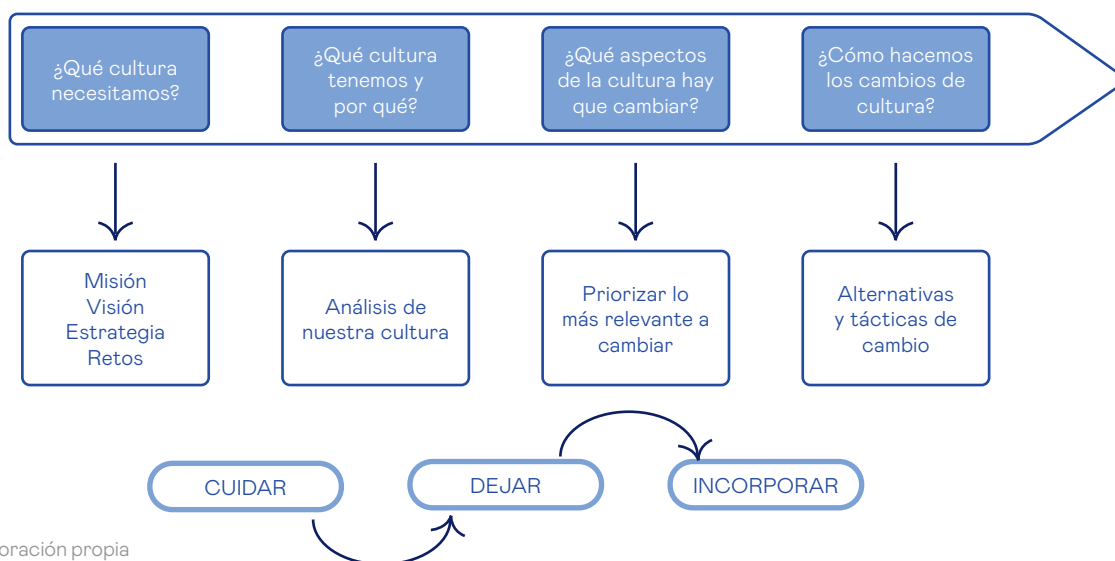 ¿Qué cultura
necesitamos?
¿Qué cultura
tenemos y
por qué?
¿Qué aspectos
de la cultura hay
que cambiar?
¿Cómo hacemos
los cambios de
cultura?
Misión
Visión
Estrategia
Retos
Análisis de
nuestra cultura
Priorizar lo
más relevante a
cambiar
Alternativas
y tácticas de
cambio
CUIDAR
DEJAR
INCORPORAR
oración propia